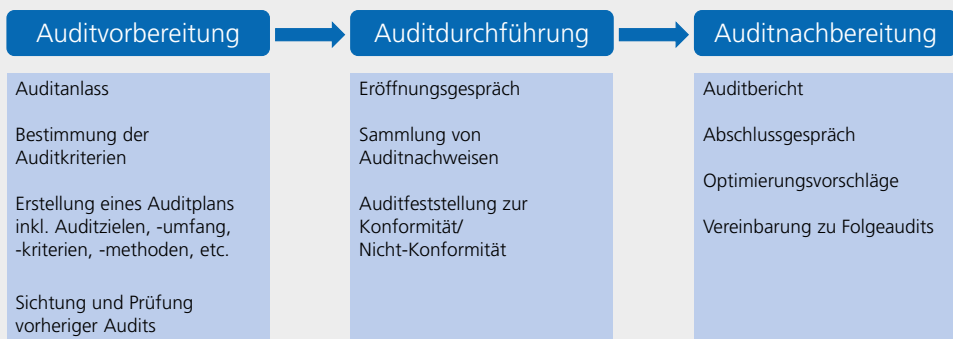 Auditvorbereitung
Auditanlass
Bestimmung der
Auditkriterien
Erstellung eines Auditplans
inkl. Auditzielen, -umfang,
-kriterien, -methoden, etc.
Sichtung und Prüfung
vorheriger Audits
Auditdurchführung
Eröffnungsgespräch
Sammlung von
Auditnachweisen
Auditfeststellung zur
Konformität/
Nicht-Konformität
Auditnachbereitung
Auditbericht
Abschlussgespräch
Optimierungsvorschläge
Vereinbarung zu Folgeaudits